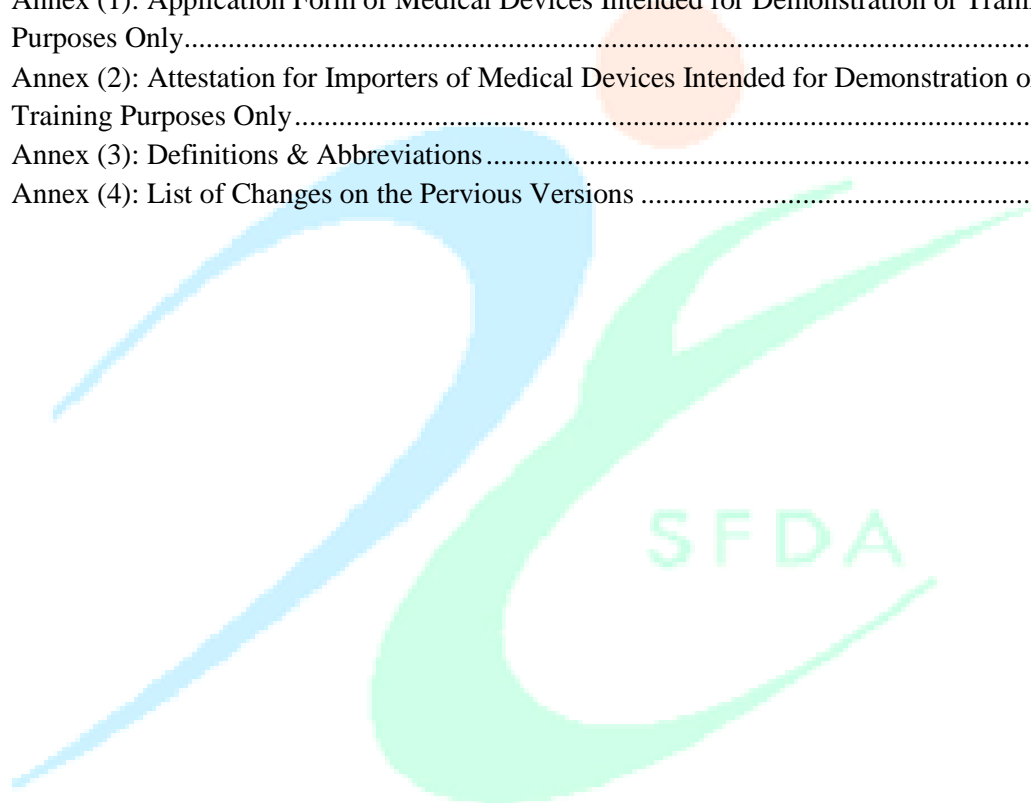 Annex (1): Application Form of Medical Devices Intended for Demonstration or
Purposes Only
Annex (2): Attestation for Importers of Medical Devices Intended for Demonstration
Training Purposes Only
Annex (3): Definitions & Abbreviations
Annex (4): List of Changes on the Pervious Versions
SFDA